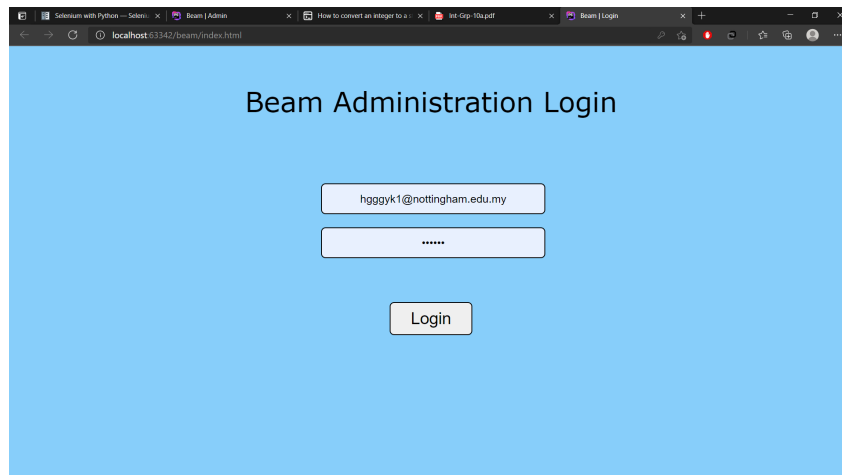 Selenium with Python — Seleniu
Beam | Admin
How to convert an integer to a s
Int-Grp-10a.pdf
Beam | Login
localhost:63342/beam/index.html
Beam Administration Login
hgggyk1@nottingham.edu.my
••••••
Login